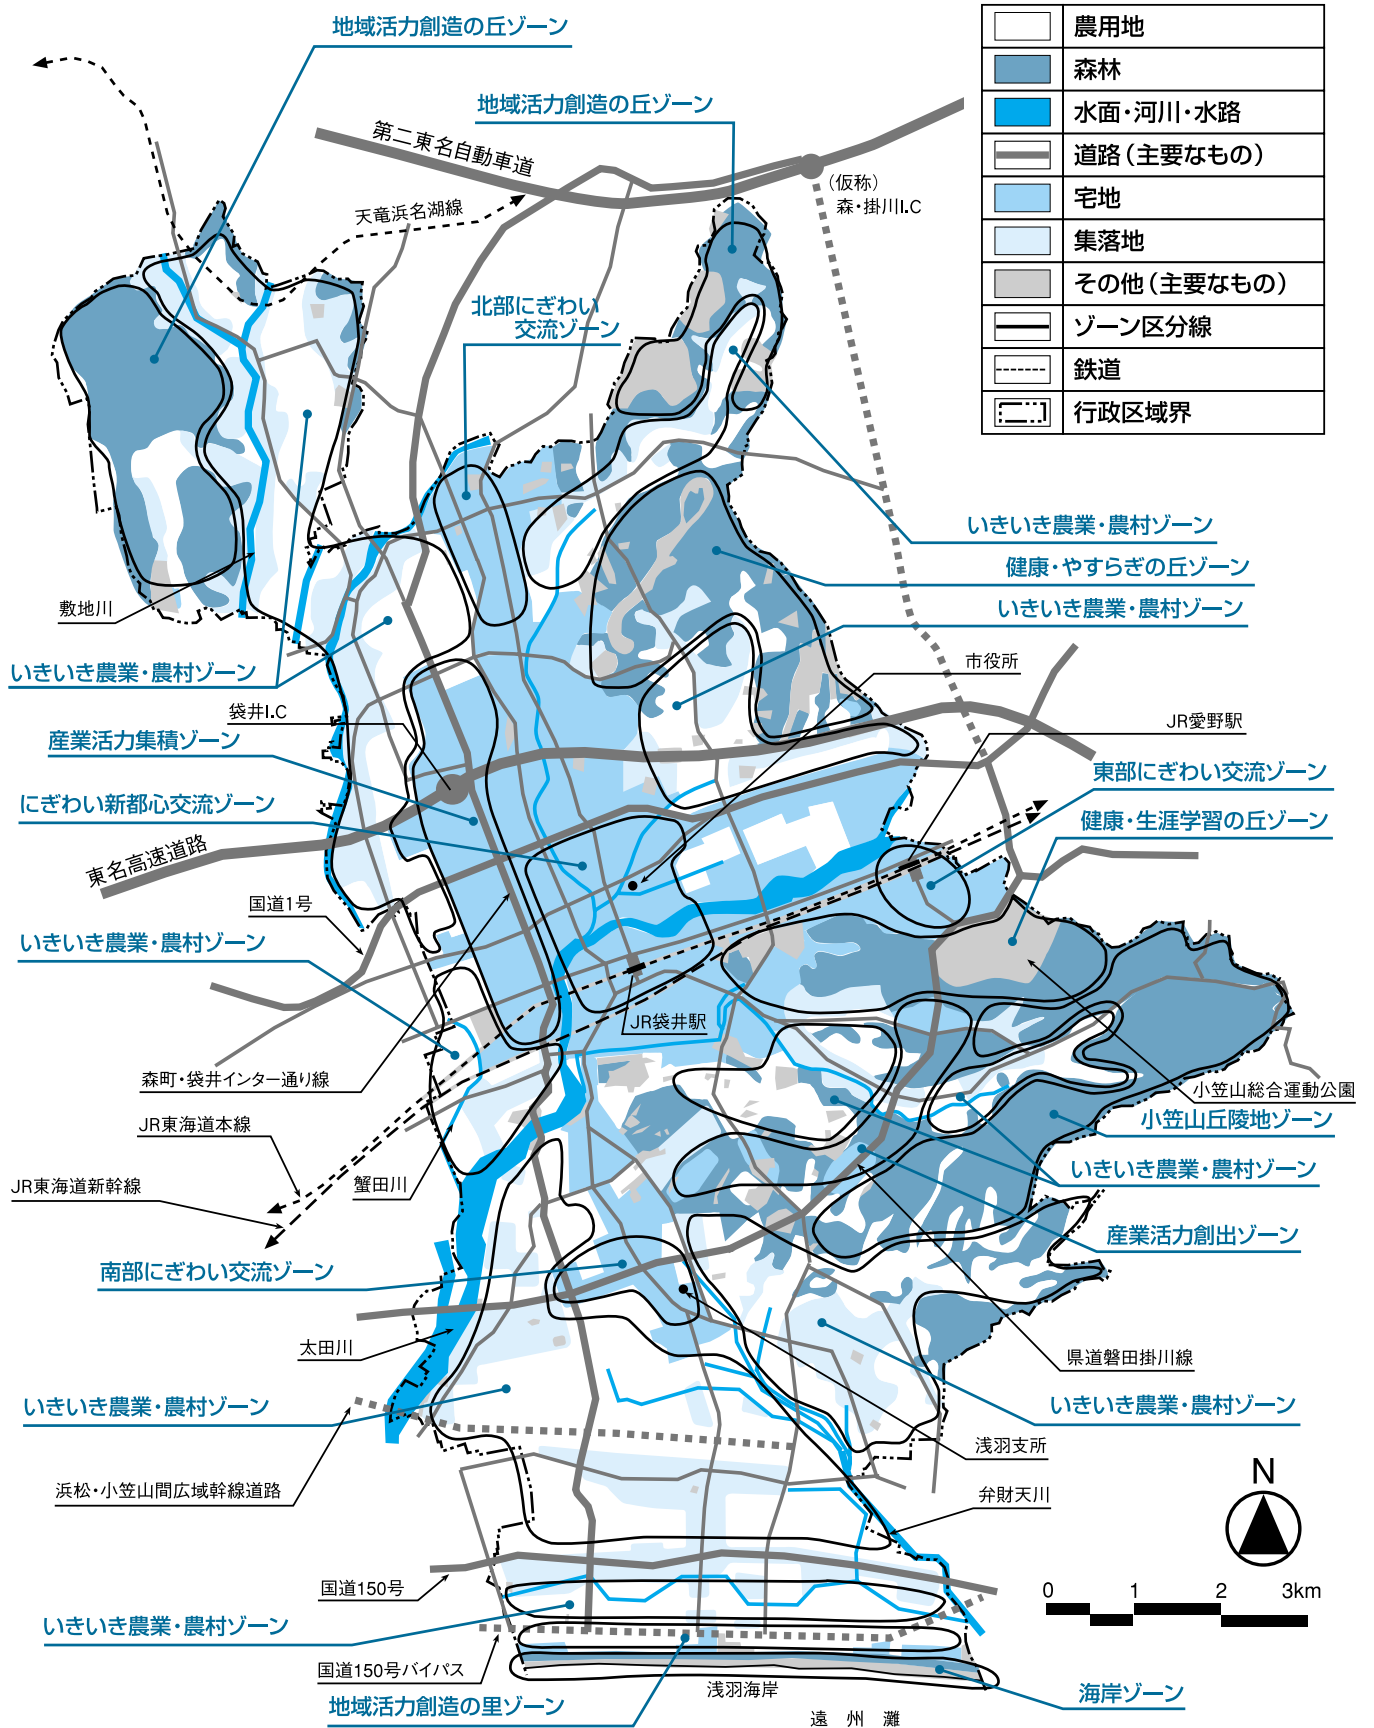 地域活力創造の丘ゾーン
農用地
森林
地域活力創造の丘ゾーン
水面・河川・水路
第二東名自動車道
道路（主要なもの）
（仮称）
森・掛川I.C
宅地
天竜浜名湖線
集落地
その他（主要なもの）
北部にぎわい
交流ゾーン
ゾーン区分線
鉄道
行政区域界
いきいき農業・農村ゾーン
健康・やすらぎの丘ゾーン
敷地川
いきいき農業・農村ゾーン
市役所
いきいき農業・農村ゾーン
袋井I.C
JR愛野駅
産業活力集積ゾーン
東部にぎわい交流ゾーン
にぎわい新都心交流ゾーン
健康・生涯学習の丘ゾーン
東名高速道路
国道1号
いきいき農業・農村ゾーン
JR袋井駅
森町・袋井インター通り線
小笠山総合運動公園
JR東海道本線
小笠山丘陵地ゾーン
いきいき農業・農村ゾーン
JR東海道新幹線
蟹田川
産業活力創出ゾーン
南部にぎわい交流ゾーン
太田川
県道磐田掛川線
いきいき農業・農村ゾーン
いきいき農業・農村ゾーン
浅羽支所
N
浜松・小笠山間広域幹線道路
弁財天川
国道150号
0 1 2 3km
いきいき農業・農村ゾーン
国道150号バイパス
浅羽海岸
海岸ゾーン
地域活力創造の里ゾーン
遠州灘